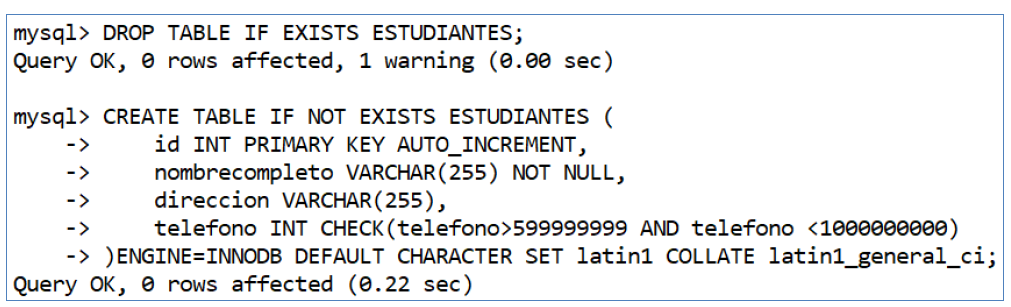 mysql> DROP TABLE IF EXISTS ESTUDIANTES;
Query OK, 0 rows affected, 1 warning (0.00 sec)
mysql> CREATE TABLE IF NOT EXISTS ESTUDIANTES (
    ->     id INT PRIMARY KEY AUTO_INCREMENT,
    ->     nombrecompleto VARCHAR(255) NOT NULL,
    ->     direccion VARCHAR(255),
    ->     telefono INT CHECK(telefono>599999999 AND telefono <1000000000)
    -> )ENGINE=INNODB DEFAULT CHARACTER SET latin1 COLLATE latin1_general_ci;
Query OK, 0 rows affected (0.22 sec)